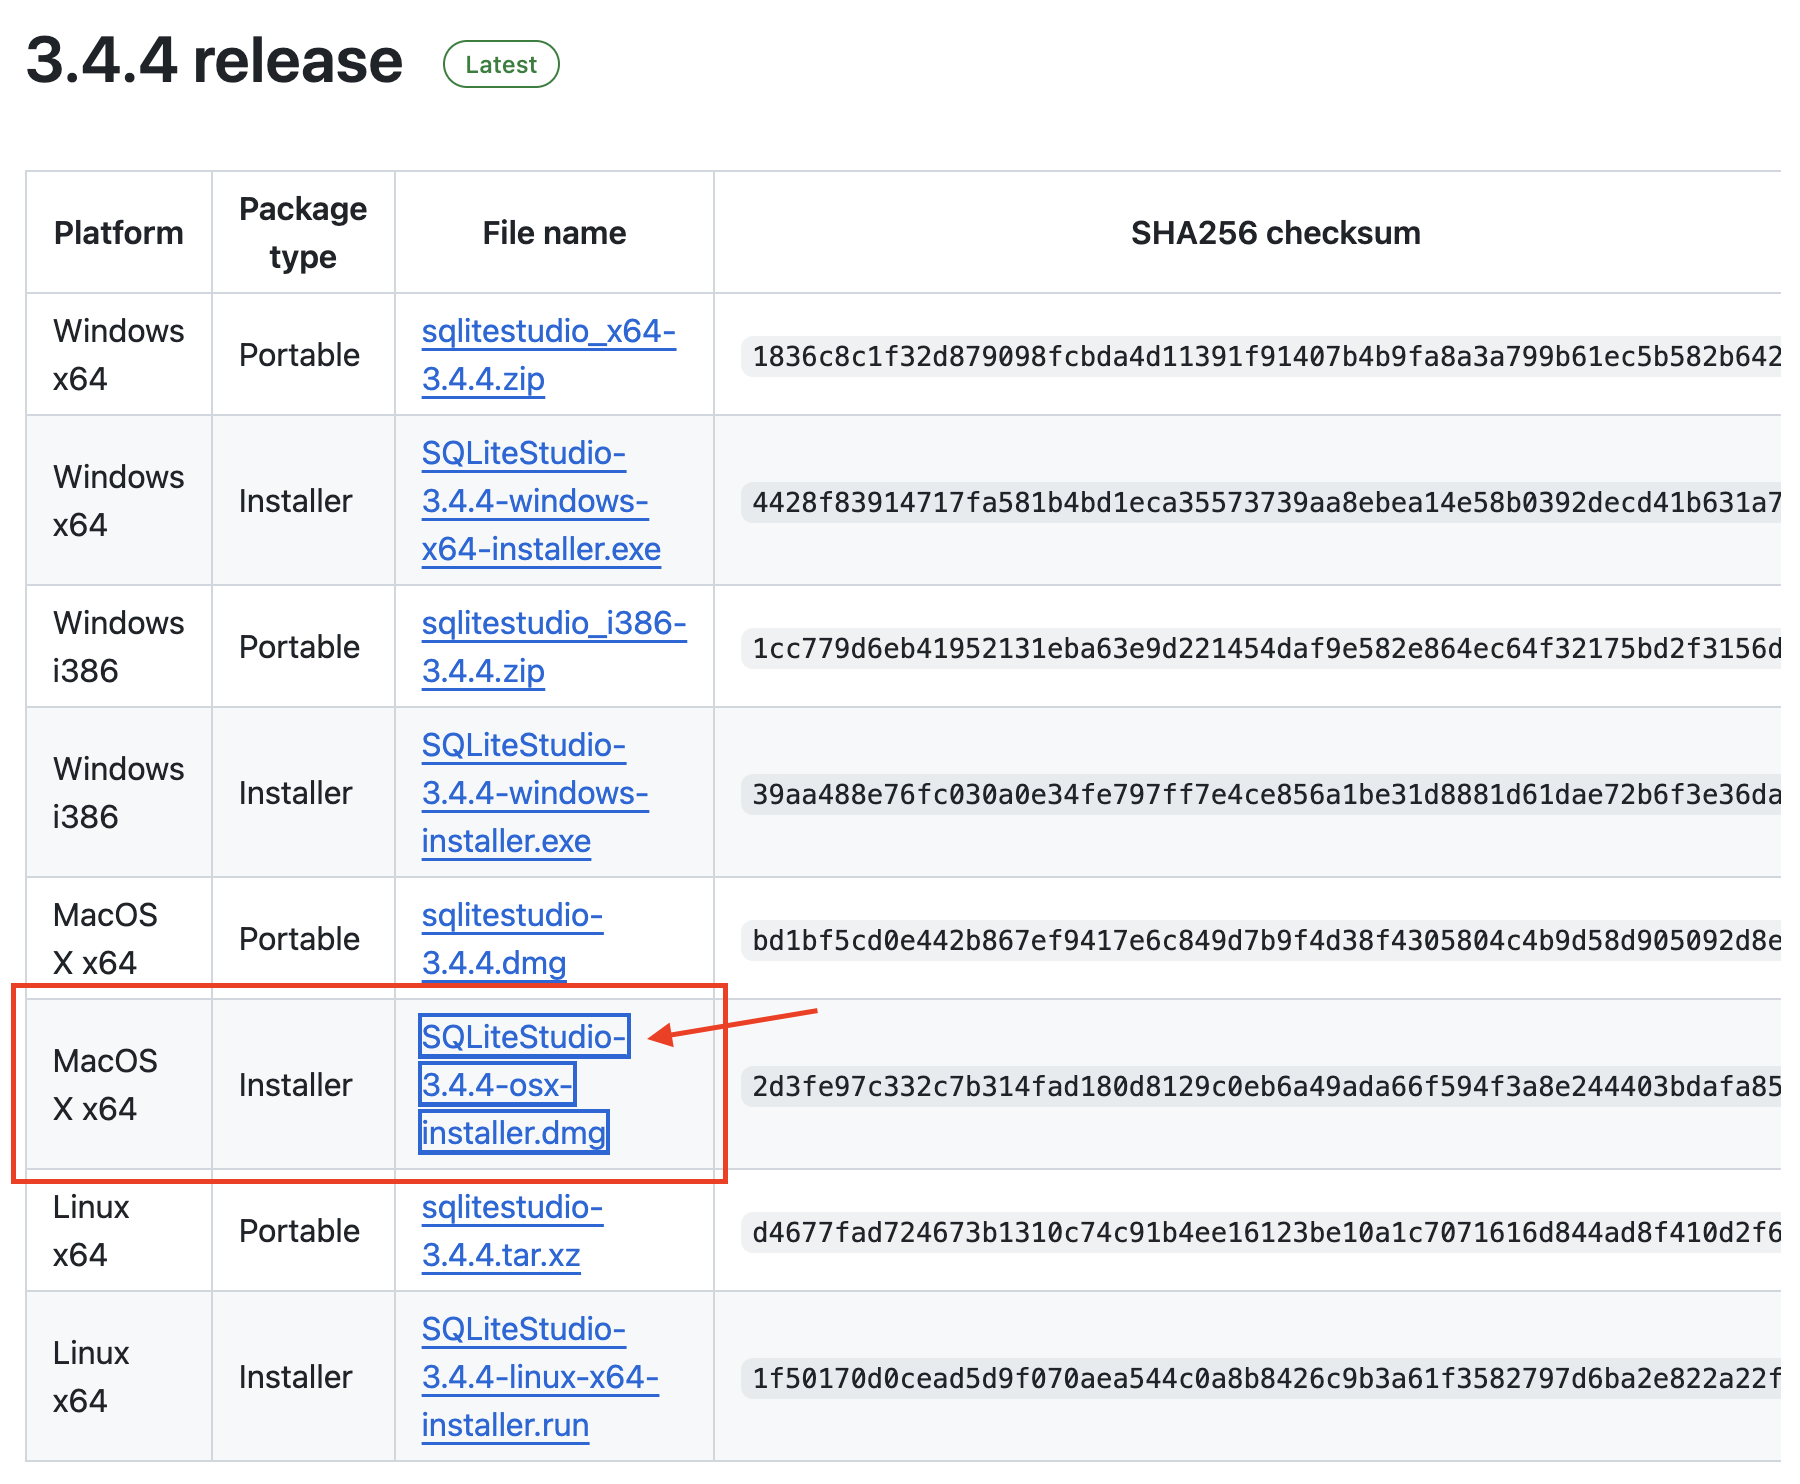 3.4.4 release
Latest
Platform
Package
type
File name
SHA256 checksum
Windows
x64
Portable
sqlitestudio_x64-
3.4.4.zip
1836c8c1f32d879098fcbda4d11391f91407b4b9fa8a3a799b61ec5b582b642
Windows
x64
Installer
SQLiteStudio-
3.4.4-windows-
x64-installer.exe
4428f83914717fa581b4bd1eca35573739aa8ebea14e58b0392decd41b631a7
Windows
i386
Portable
sqlitestudio_i386-
3.4.4.zip
1cc779d6eb41952131eba63e9d221454daf9e582e864ec64f32175bd2f3156d
Windows
i386
Installer
SQLiteStudio-
3.4.4-windows-
installer.exe
39aa488e76fc030a0e34fe797ff7e4ce856a1be31d8881d61dae72b6f3e36da
MacOS
X x64
Portable
sqlitestudio-
3.4.4.dmg
bd1bf5cd0e442b867ef9417e6c849d7b9f4d38f4305804c4b9d58d905092d8e
MacOS
X x64
Installer
SQLiteStudio-
3.4.4-osx-
installer.dmg
2d3fe97c332c7b314fad180d8129c0eb6a49ada66f594f3a8e244403bdafa85
Linux
x64
Portable
sqlitestudio-
3.4.4.tar.xz
d4677fad724673b1310c74c91b4ee16123be10a1c7071616d844ad8f410d2f6
Linux
x64
Installer
SQLiteStudio-
3.4.4-linux-x64-
installer.run
1f50170d0cead5d9f070aea544c0a8b8426c9b3a61f3582797d6ba2e822a22f